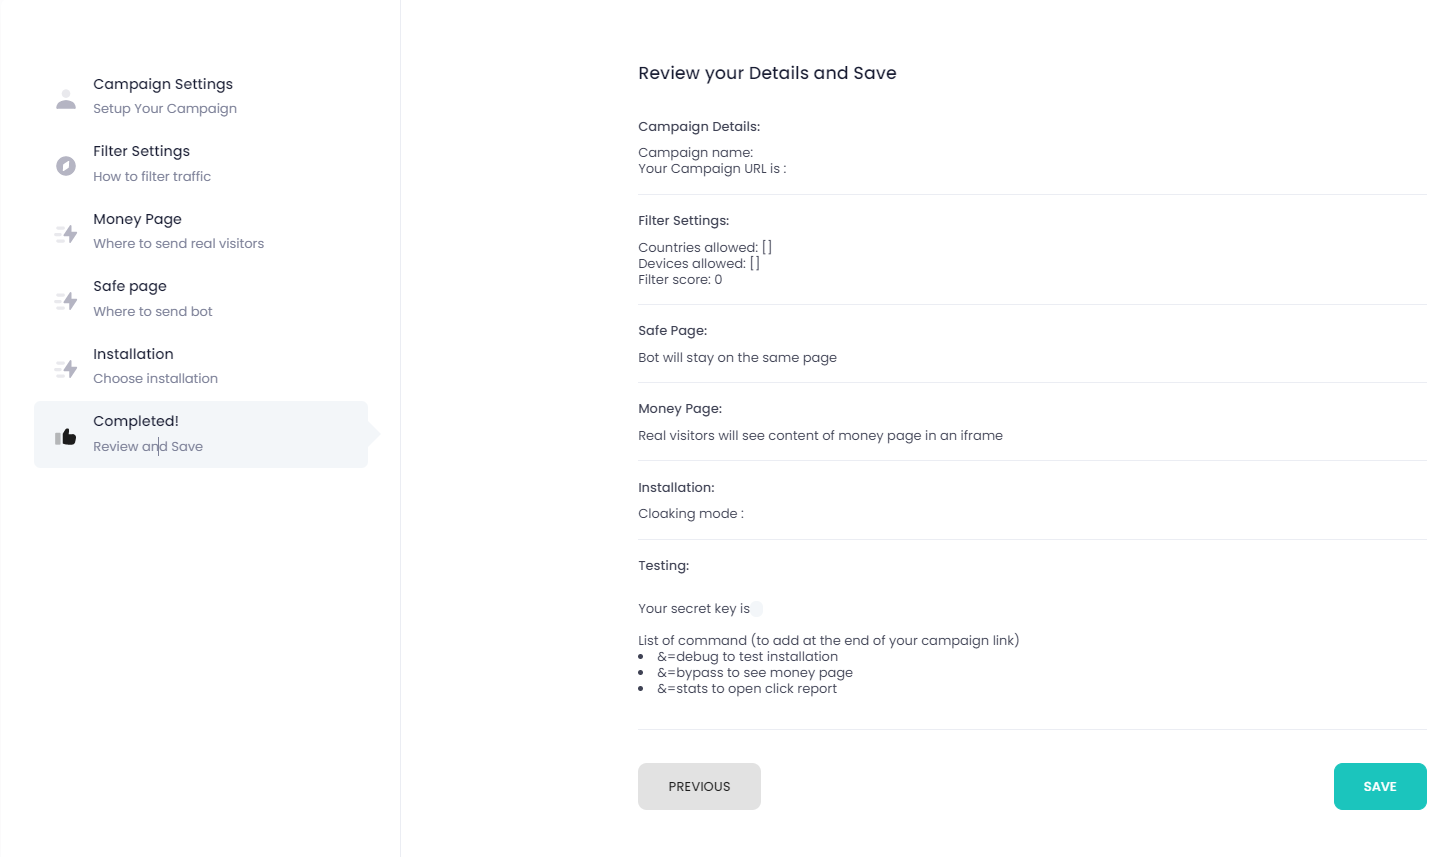 Campaign Settings
Setup Your Campaign
Filter Settings
How to filter traffic
Money Page
Where to send real visitors
Safe page
Where to send bot
Installation
Choose installation
Completed!
Review and Save
Review your Details and Save
Campaign Details:
Campaign name:
Your Campaign URL is :
Filter Settings:
Countries allowed: []
Devices allowed: []
Filter score: 0
Safe Page:
Bot will stay on the same page
Money Page:
Real visitors will see content of money page in an iframe
Installation:
Cloaking mode :
Testing:
Your secret key is
List of command (to add at the end of your campaign link)
• &=debug to test installation
• &=bypass to see money page
• &=stats to open click report
PREVIOUS
SAVE